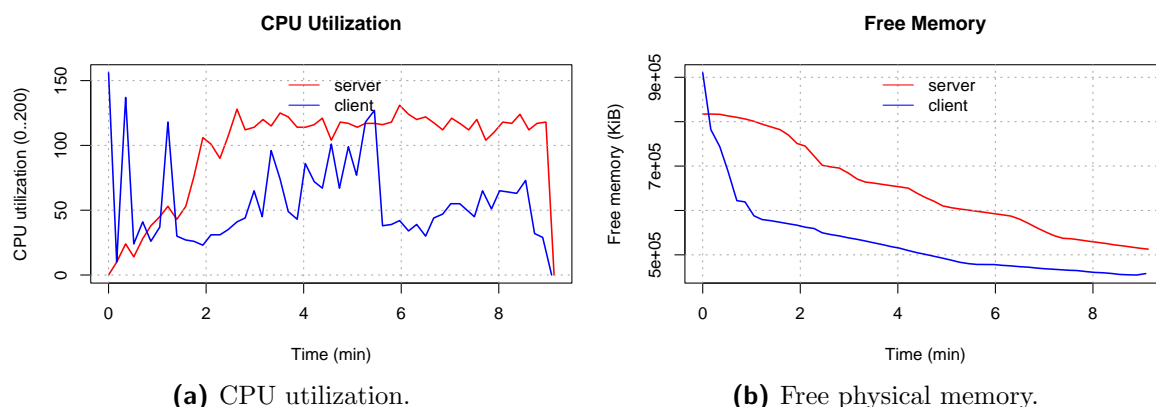 CPU Utilization
CPU utilization (0..200)
150
100
50
0
server
client
0 2 4 6 8
Time (min)
(a) CPU utilization.
Free Memory
Free memory (KiB)
9e+05
7e+05
5e+05
server
client
0 2 4 6 8
Time (min)
(b) Free physical memory.